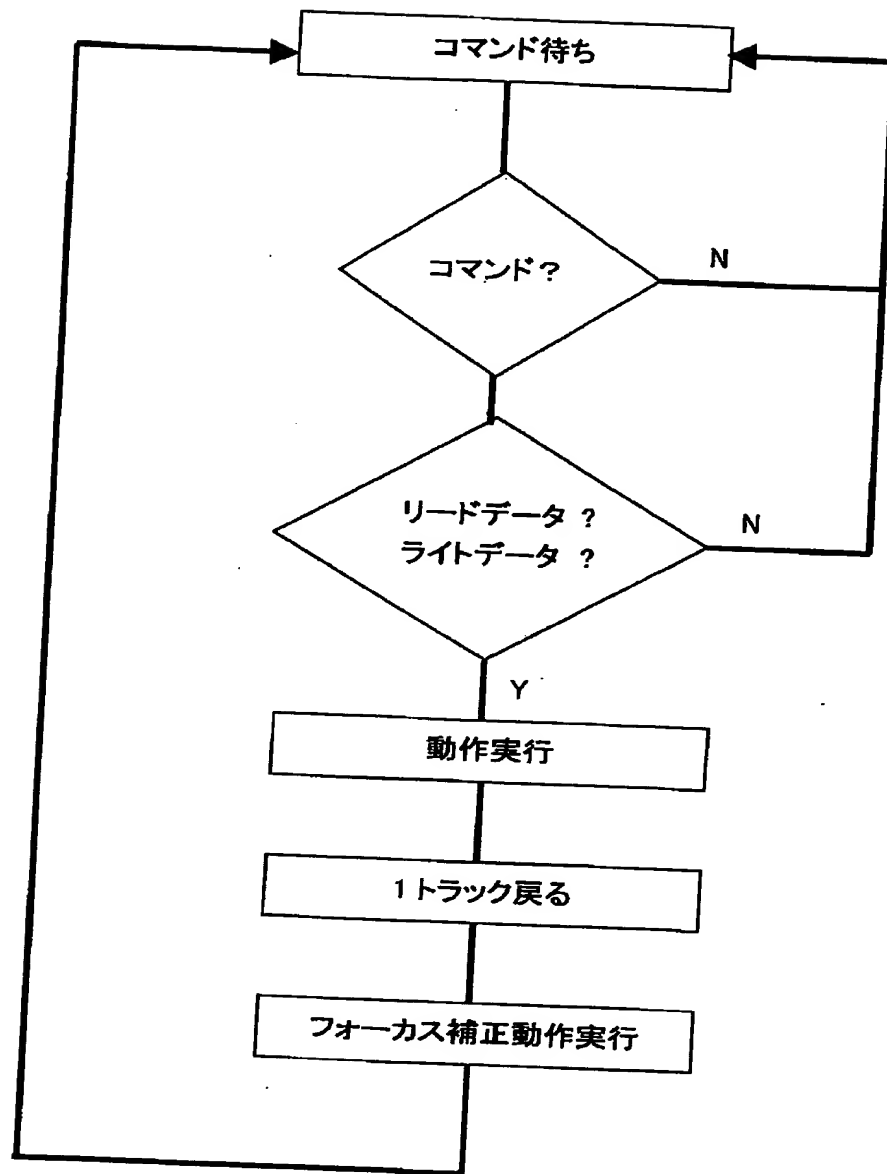 コマンド待ち
コマンド?
N
リードデータ ?
ライトデータ ?
N
Y
動作実行
1トラック戻る
フォーカス補正動作実行